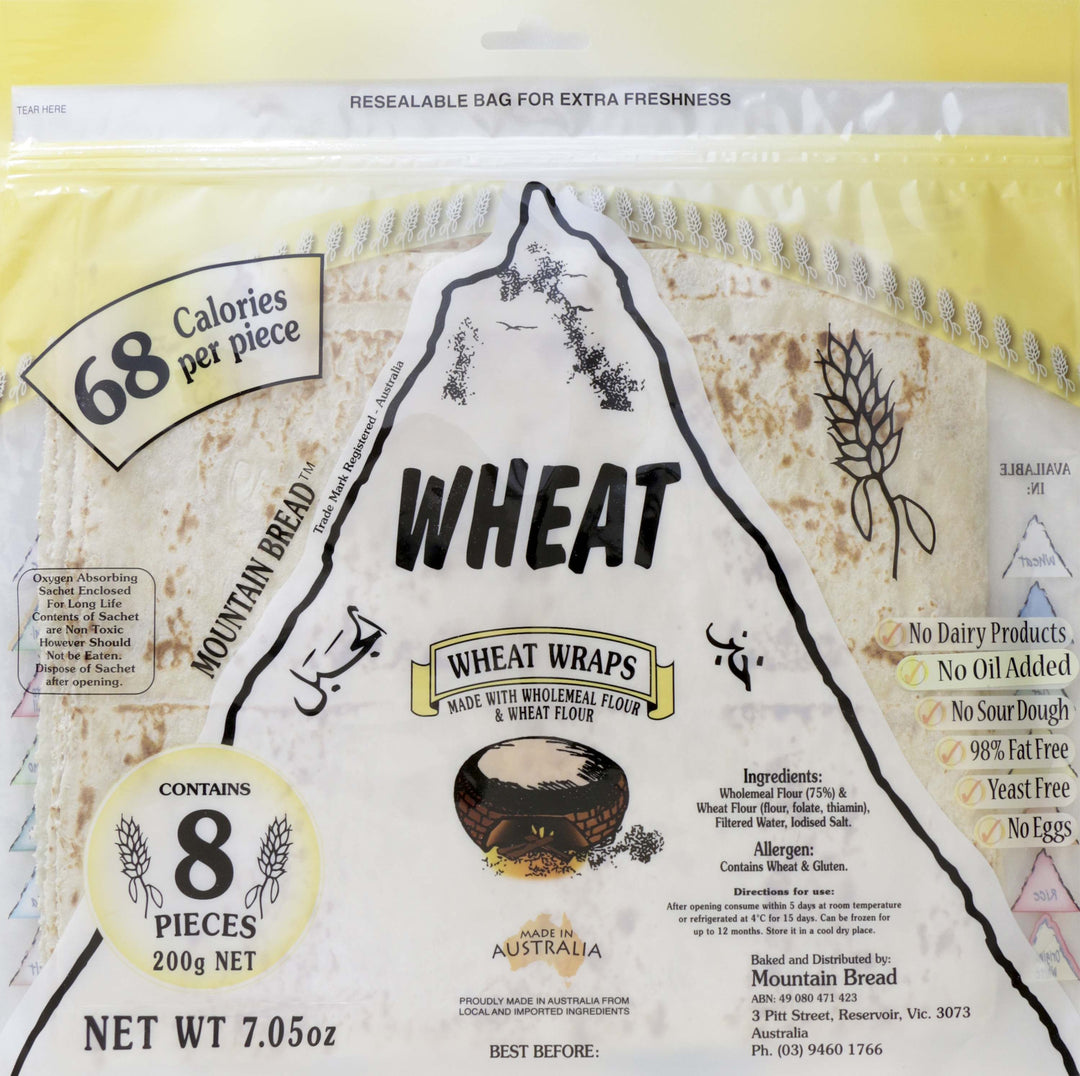 TEAR HERE
RESEALABLE BAG FOR EXTRA FRESHNESS
68
Calories
per piece
Trade Mark Registered - Australia
MOUNTAIN BREAD™
WHEAT
AVAILABLE
IN:
Wheat
Oxygen Absorbing
Sachet Enclosed
For Long Life
Contents of Sachet
are Non Toxic
However Should
Not be Eaten.
Dispose of Sachet
after opening.
خبز
WHEAT WRAPS
MADE WITH WHOLEMEAL FLOUR
& WHEAT FLOUR
No Dairy Products
No Oil Added
No Sour Dough
98% Fat Free
Yeast Free
No Eggs
Rice
CONTAINS
8
PIECES
200g NET
Ingredients:
Wholemeal Flour (75%) &
Wheat Flour (flour, folate, thiamin),
Filtered Water, Iodised Salt.
Allergen:
Contains Wheat & Gluten.
Directions for use:
After opening consume within 5 days at room temperature
or refrigerated at 4°C for 15 days. Can be frozen for
up to 12 months. Store it in a cool dry place.
MADE IN
AUSTRALIA
PROUDLY MADE IN AUSTRALIA FROM
LOCAL AND IMPORTED INGREDIENTS
Baked and Distributed by:
Mountain Bread
ABN: 49 080 471 423
3 Pitt Street, Reservoir, Vic. 3073
Australia
Ph. (03) 9460 1766
NET WT 7.05oz
BEST BEFORE: